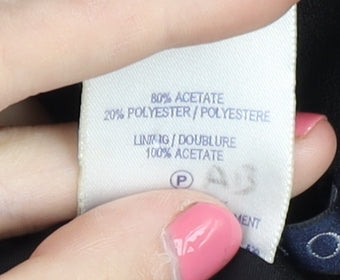 80% ACETATE
20% POLYESTER / POLYESTERE
LINING / DOUBLURE
100% ACETATE
P